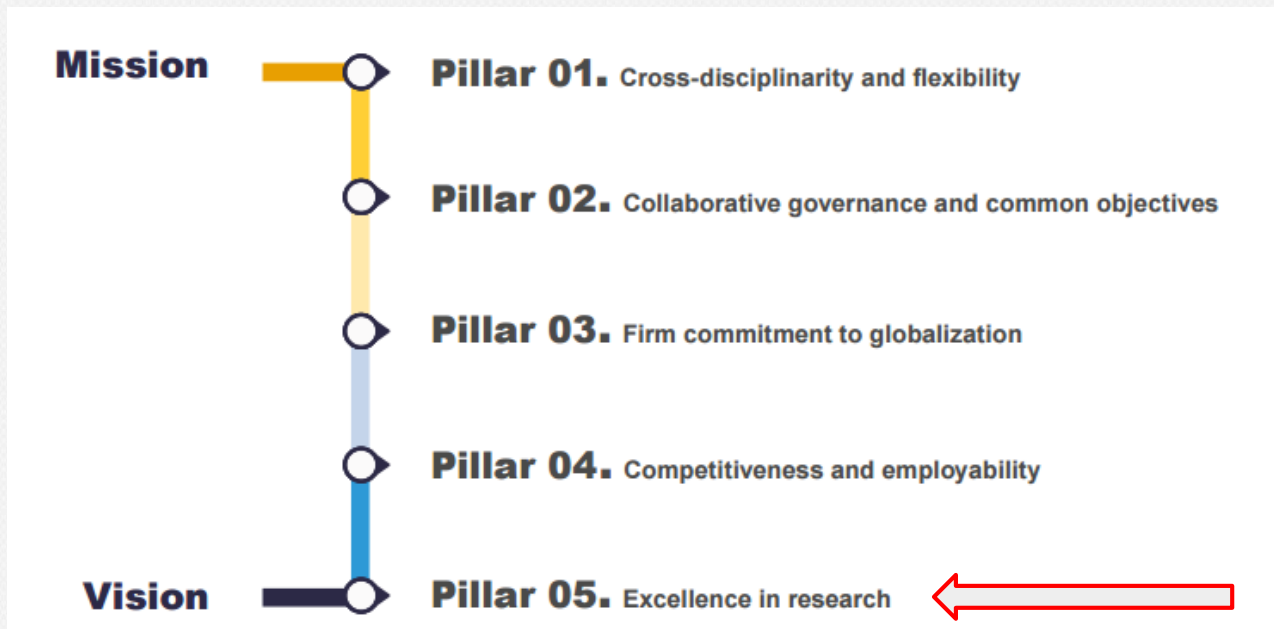 Mission
Pillar 01. Cross-disciplinarity and flexibility
Pillar 02. Collaborative governance and common objectives
Pillar 03. Firm commitment to globalization
Pillar 04. Competitiveness and employability
Vision
Pillar 05. Excellence in research